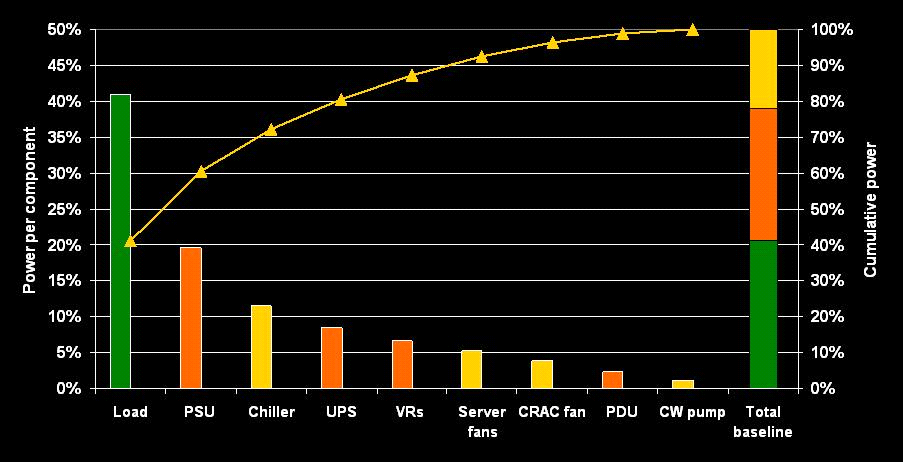 50%
45%
40%
35%
30%
25%
20%
15%
10%
5%
0%
Power per component
100%
90%
80%
70%
60%
50%
40%
30%
20%
10%
0%
Cumulative power
Load
PSU
Chiller
UPS
VRs
Server
fans
CRAC fan
PDU
CW pump
Total
baseline